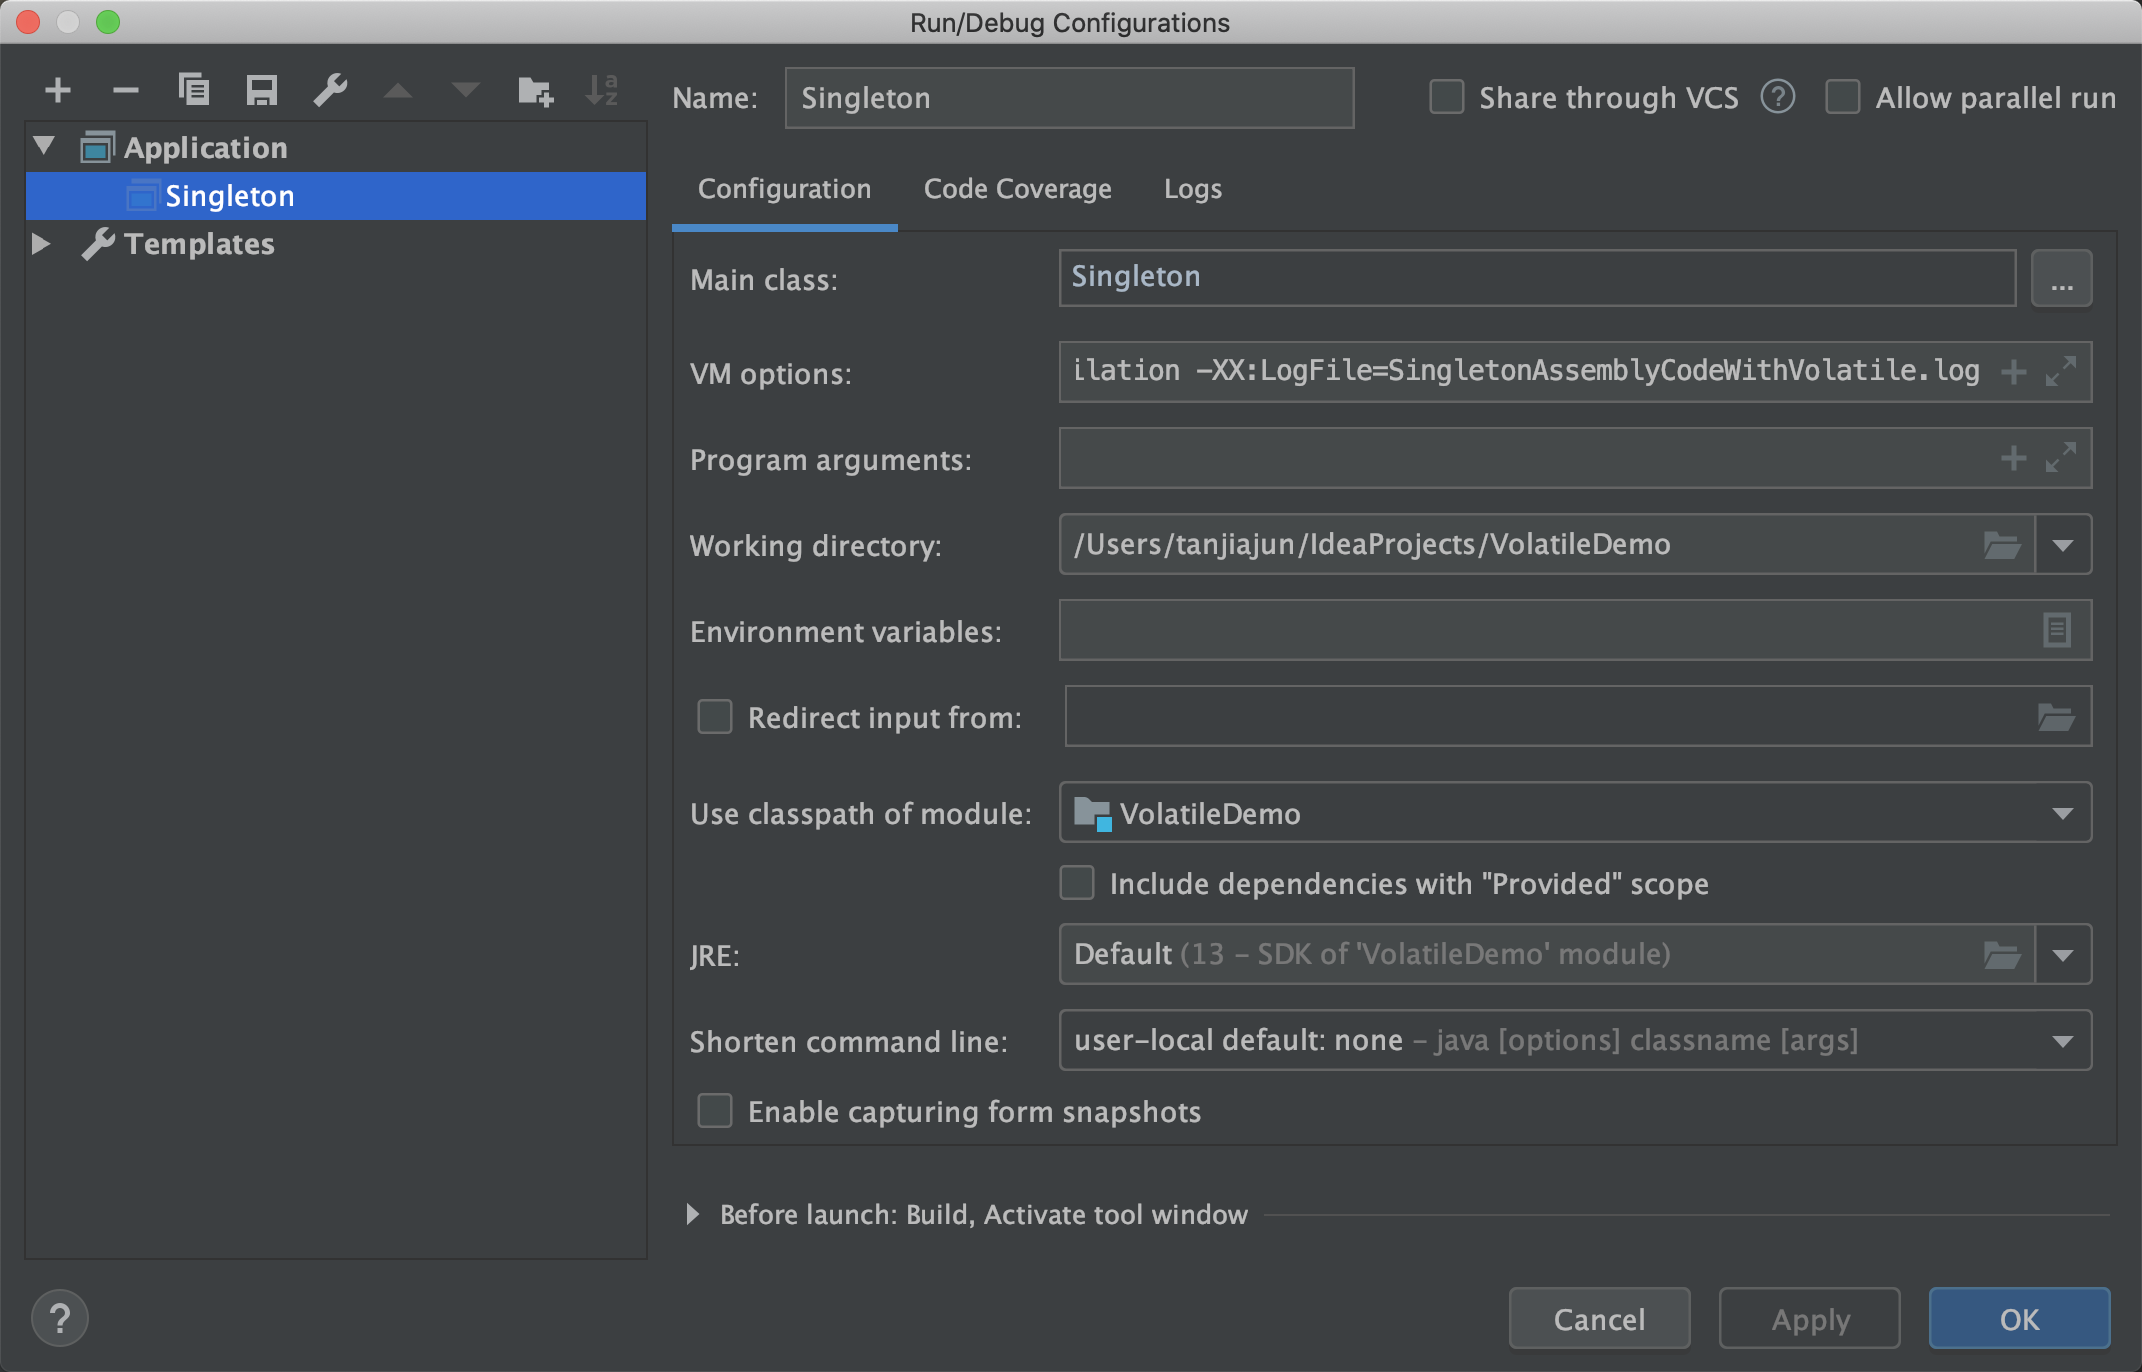 Run/Debug Configurations
Name: Singleton Share through VCS ? Allow parallel run
Application
Singleton
Templates
Configuration Code Coverage Logs
Main class: Singleton ...
VM options: ilation -XX:LogFile=SingletonAssemblyCodeWithVolatile.log
Program arguments:
Working directory: /Users/tanjiajun/IdeaProjects/VolatileDemo
Environment variables:
Redirect input from:
Use classpath of module: VolatileDemo
Include dependencies with "Provided" scope
JRE: Default (13 – SDK of 'VolatileDemo' module)
Shorten command line: user-local default: none – java [options] classname [args]
Enable capturing form snapshots
Before launch: Build, Activate tool window
? Cancel Apply OK